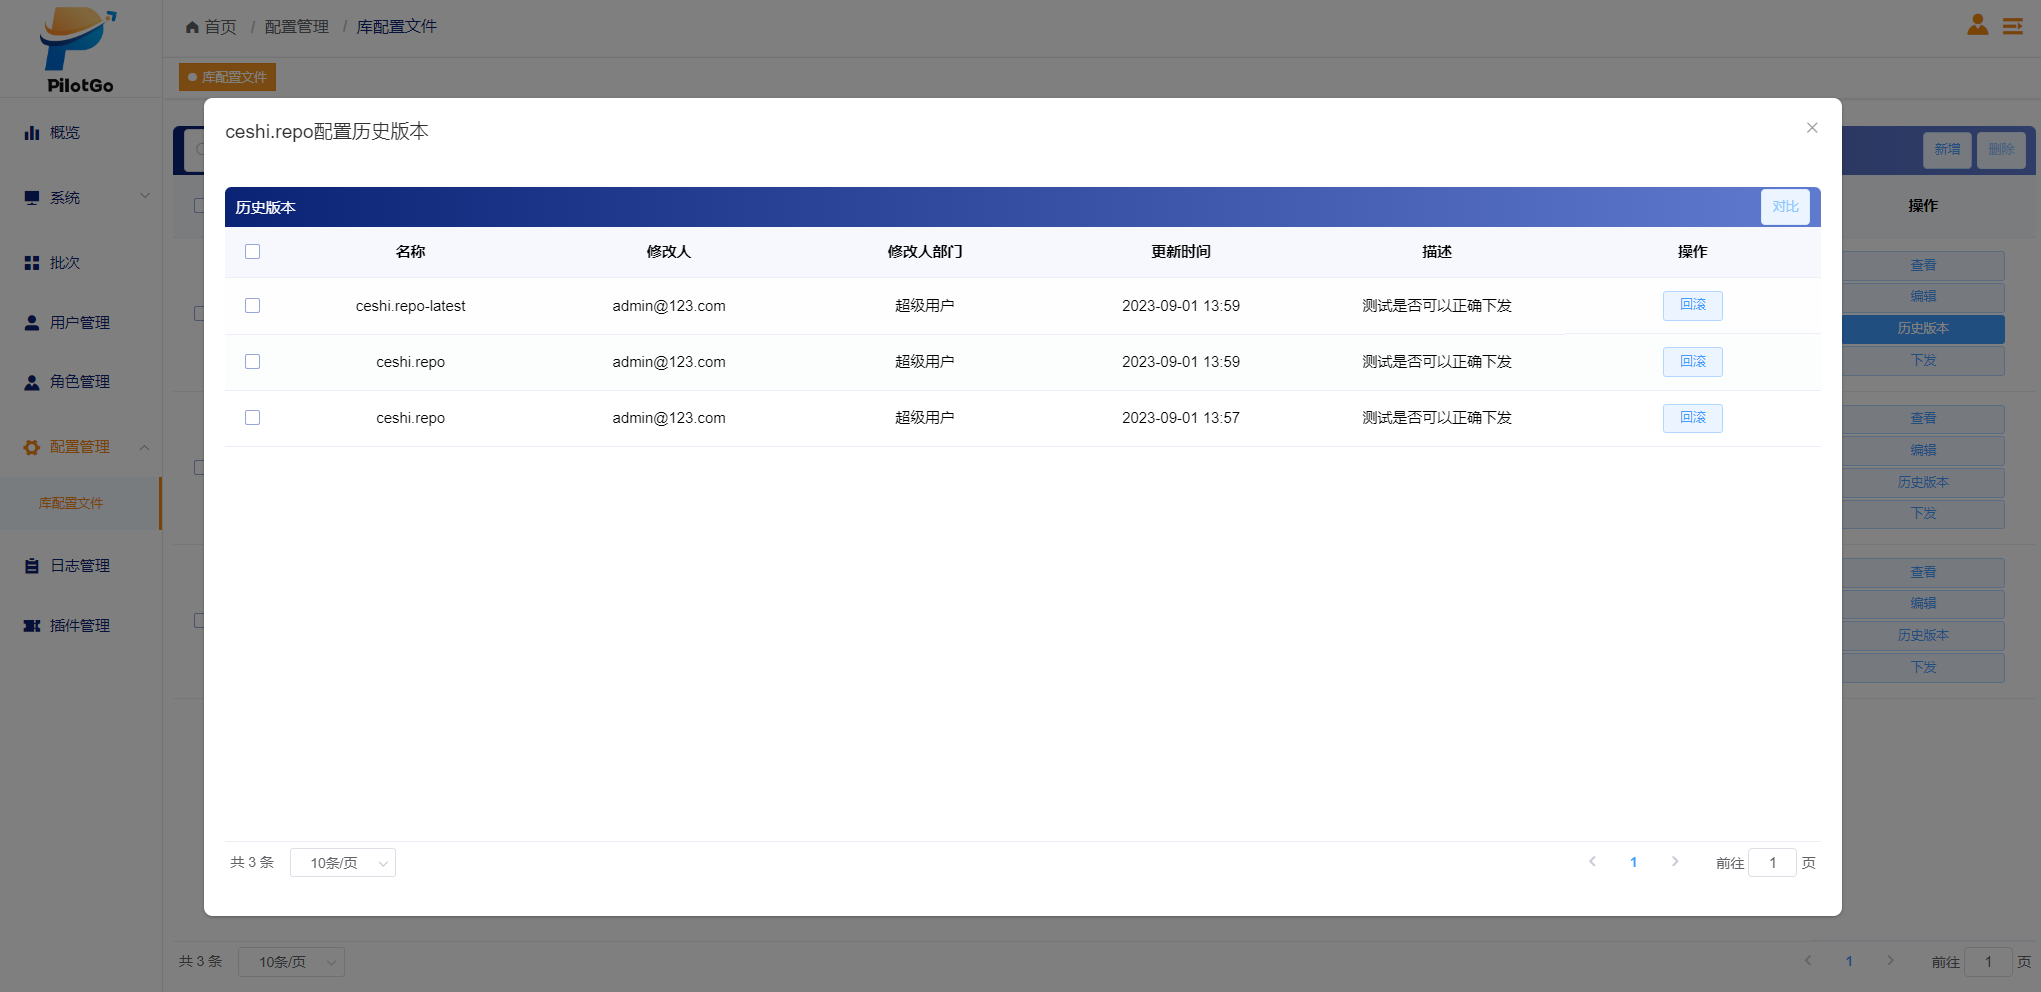 PilotGo
首页 / 配置管理 / 库配置文件
库配置文件
概览
系统
批次
用户管理
角色管理
配置管理
库配置文件
日志管理
插件管理
新增 删除
操作
查看
编辑
历史版本
下发
查看
编辑
历史版本
下发
查看
编辑
历史版本
下发
ceshi.repo配置历史版本
历史版本 对比
名称 修改人 修改人部门 更新时间 描述 操作
ceshi.repo-latest admin@123.com 超级用户 2023-09-01 13:59 测试是否可以正确下发 回滚
ceshi.repo admin@123.com 超级用户 2023-09-01 13:59 测试是否可以正确下发 回滚
ceshi.repo admin@123.com 超级用户 2023-09-01 13:57 测试是否可以正确下发 回滚
共 3 条 10条/页 1 前往 1 页
共 3 条 10条/页 1 前往 1 页